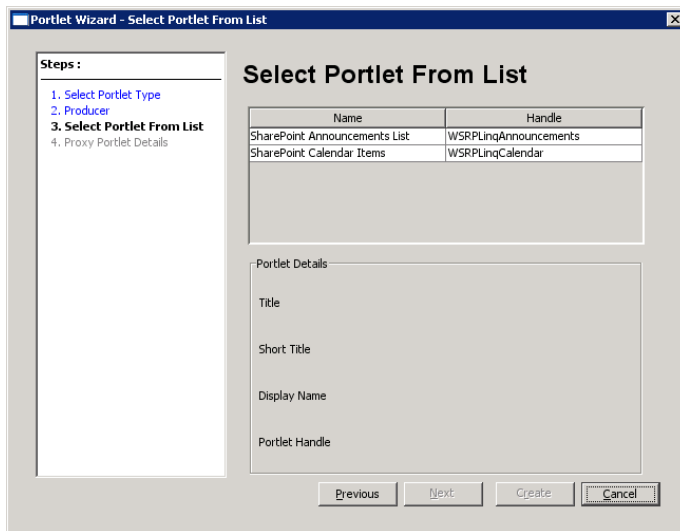 Portlet Wizard - Select Portlet From List
Steps :
1. Select Portlet Type
2. Producer
3. Select Portlet From List
4. Proxy Portlet Details
Select Portlet From List
Name Handle
SharePoint Announcements List WSRPLinqAnnouncements
SharePoint Calendar Items WSRPLinqCalendar
Portlet Details
Title
Short Title
Display Name
Portlet Handle
Previous Next Create Cancel